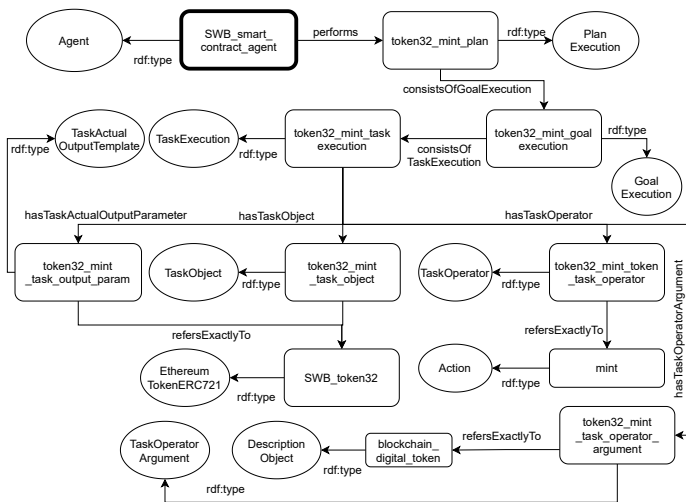 Agent
SWB_smart_
contract_agent
performs
token32_mint_plan
rdf:type
Plan
Execution
rdf:type
consistsOfGoalExecution
TaskActual
OutputTemplate
TaskExecution
token32_mint_task
execution
token32_mint_goal
execution
rdf:type
rdf:type
rdf:type
consistsOf
TaskExecution
Goal
Execution
hasTaskActualOutputParameter
hasTaskObject
hasTaskOperator
token32_mint
_task_output_param
TaskObject
token32_mint
_task_object
TaskOperator
token32_mint_token
_task_operator
rdf:type
rdf:type
hasTaskOperatorArgument
refersExactlyTo
refersExactlyTo
Ethereum
TokenERC721
SWB_token32
Action
mint
rdf:type
rdf:type
TaskOperator
Argument
Description
Object
blockchain_
digital_token
refersExactlyTo
token32_mint
_task_operator_
argument
rdf:type
rdf:type